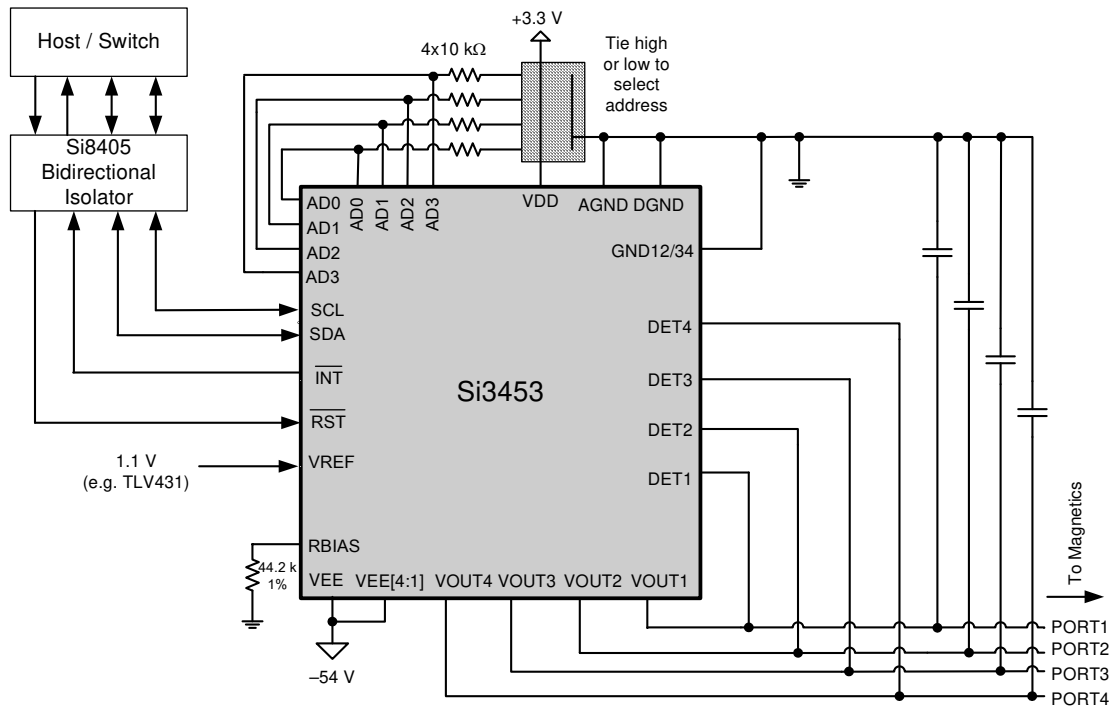 Host / Switch
Si8405
Bidirectional
Isolator
+3.3 V
4x10 kΩ
Tie high
or low to
select
address
AD0
AD1
AD2
AD3
VDD
AGND DGND
AD0
AD1
AD2
AD3
GND12/34
SCL
SDA
INT
RST
VREF
1.1 V
(e.g. TLV431)
Si3453
DET4
DET3
DET2
DET1
RBIAS
44.2 k
1%
VEE
VEE[4:1]
VOUT4
VOUT3
VOUT2
VOUT1
–54 V
To Magnetics
PORT1
PORT2
PORT3
PORT4